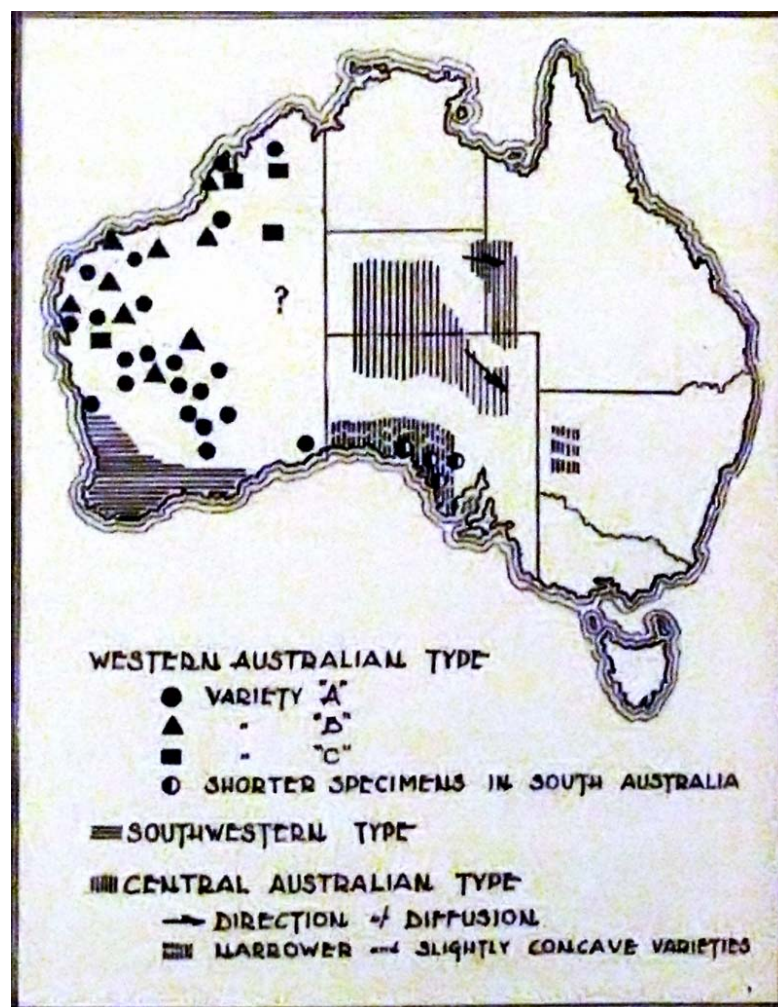 ?
WESTERN AUSTRALIAN TYPE
VARIETY "A"
" "B"
" "C"
SHORTER SPECIMENS IN SOUTH AUSTRALIA
SOUTHWESTERN TYPE
CENTRAL AUSTRALIAN TYPE
DIRECTION of DIFFUSION
NARROWER and SLIGHTLY CONCAVE VARIETIES